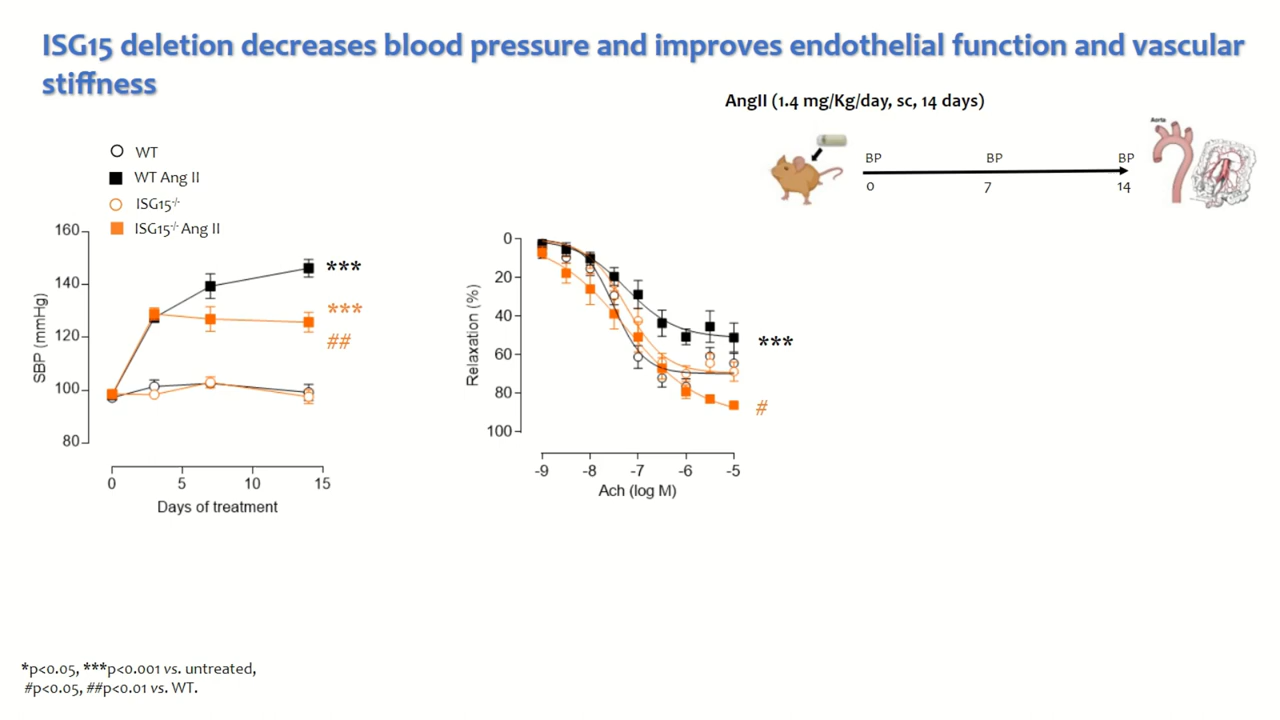 ISG15 deletion decreases blood pressure and improves endothelial function and vascular
stiffness
AngII (1.4 mg/Kg/day, sc, 14 days)
BP
BP
BP
0
7
14
Aorta
WT
WT Ang II
ISG15-/-
ISG15-/- Ang II
160
140
120
100
80
SBP (mmHg)
***
***
##
0
5
10
15
Days of treatment
0
20
40
60
80
100
Relaxation (%)
***
#
-9
-8
-7
-6
-5
Ach (log M)
*p<0.05, ***p<0.001 vs. untreated,
#p<0.05, ##p<0.01 vs. WT.